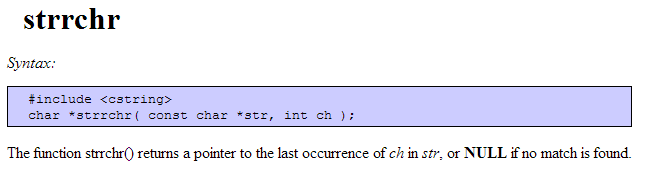 strrchr
Syntax:
#include <cstring>
char *strrchr( const char *str, int ch );
The function strrchr() returns a pointer to the last occurrence of ch in str, or NULL if no match is found.